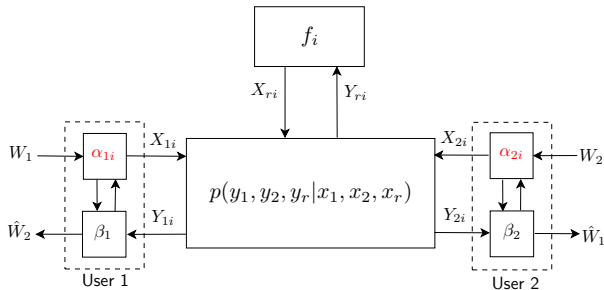 f_i
X_{ri} Y_{ri}
W_1 α_{1i} X_{1i} X_{2i} α_{2i} W_2
p(y_1, y_2, y_r|x_1, x_2, x_r)
Ŵ_2 β_1 Y_{1i} Y_{2i} β_2 Ŵ_1
User 1 User 2